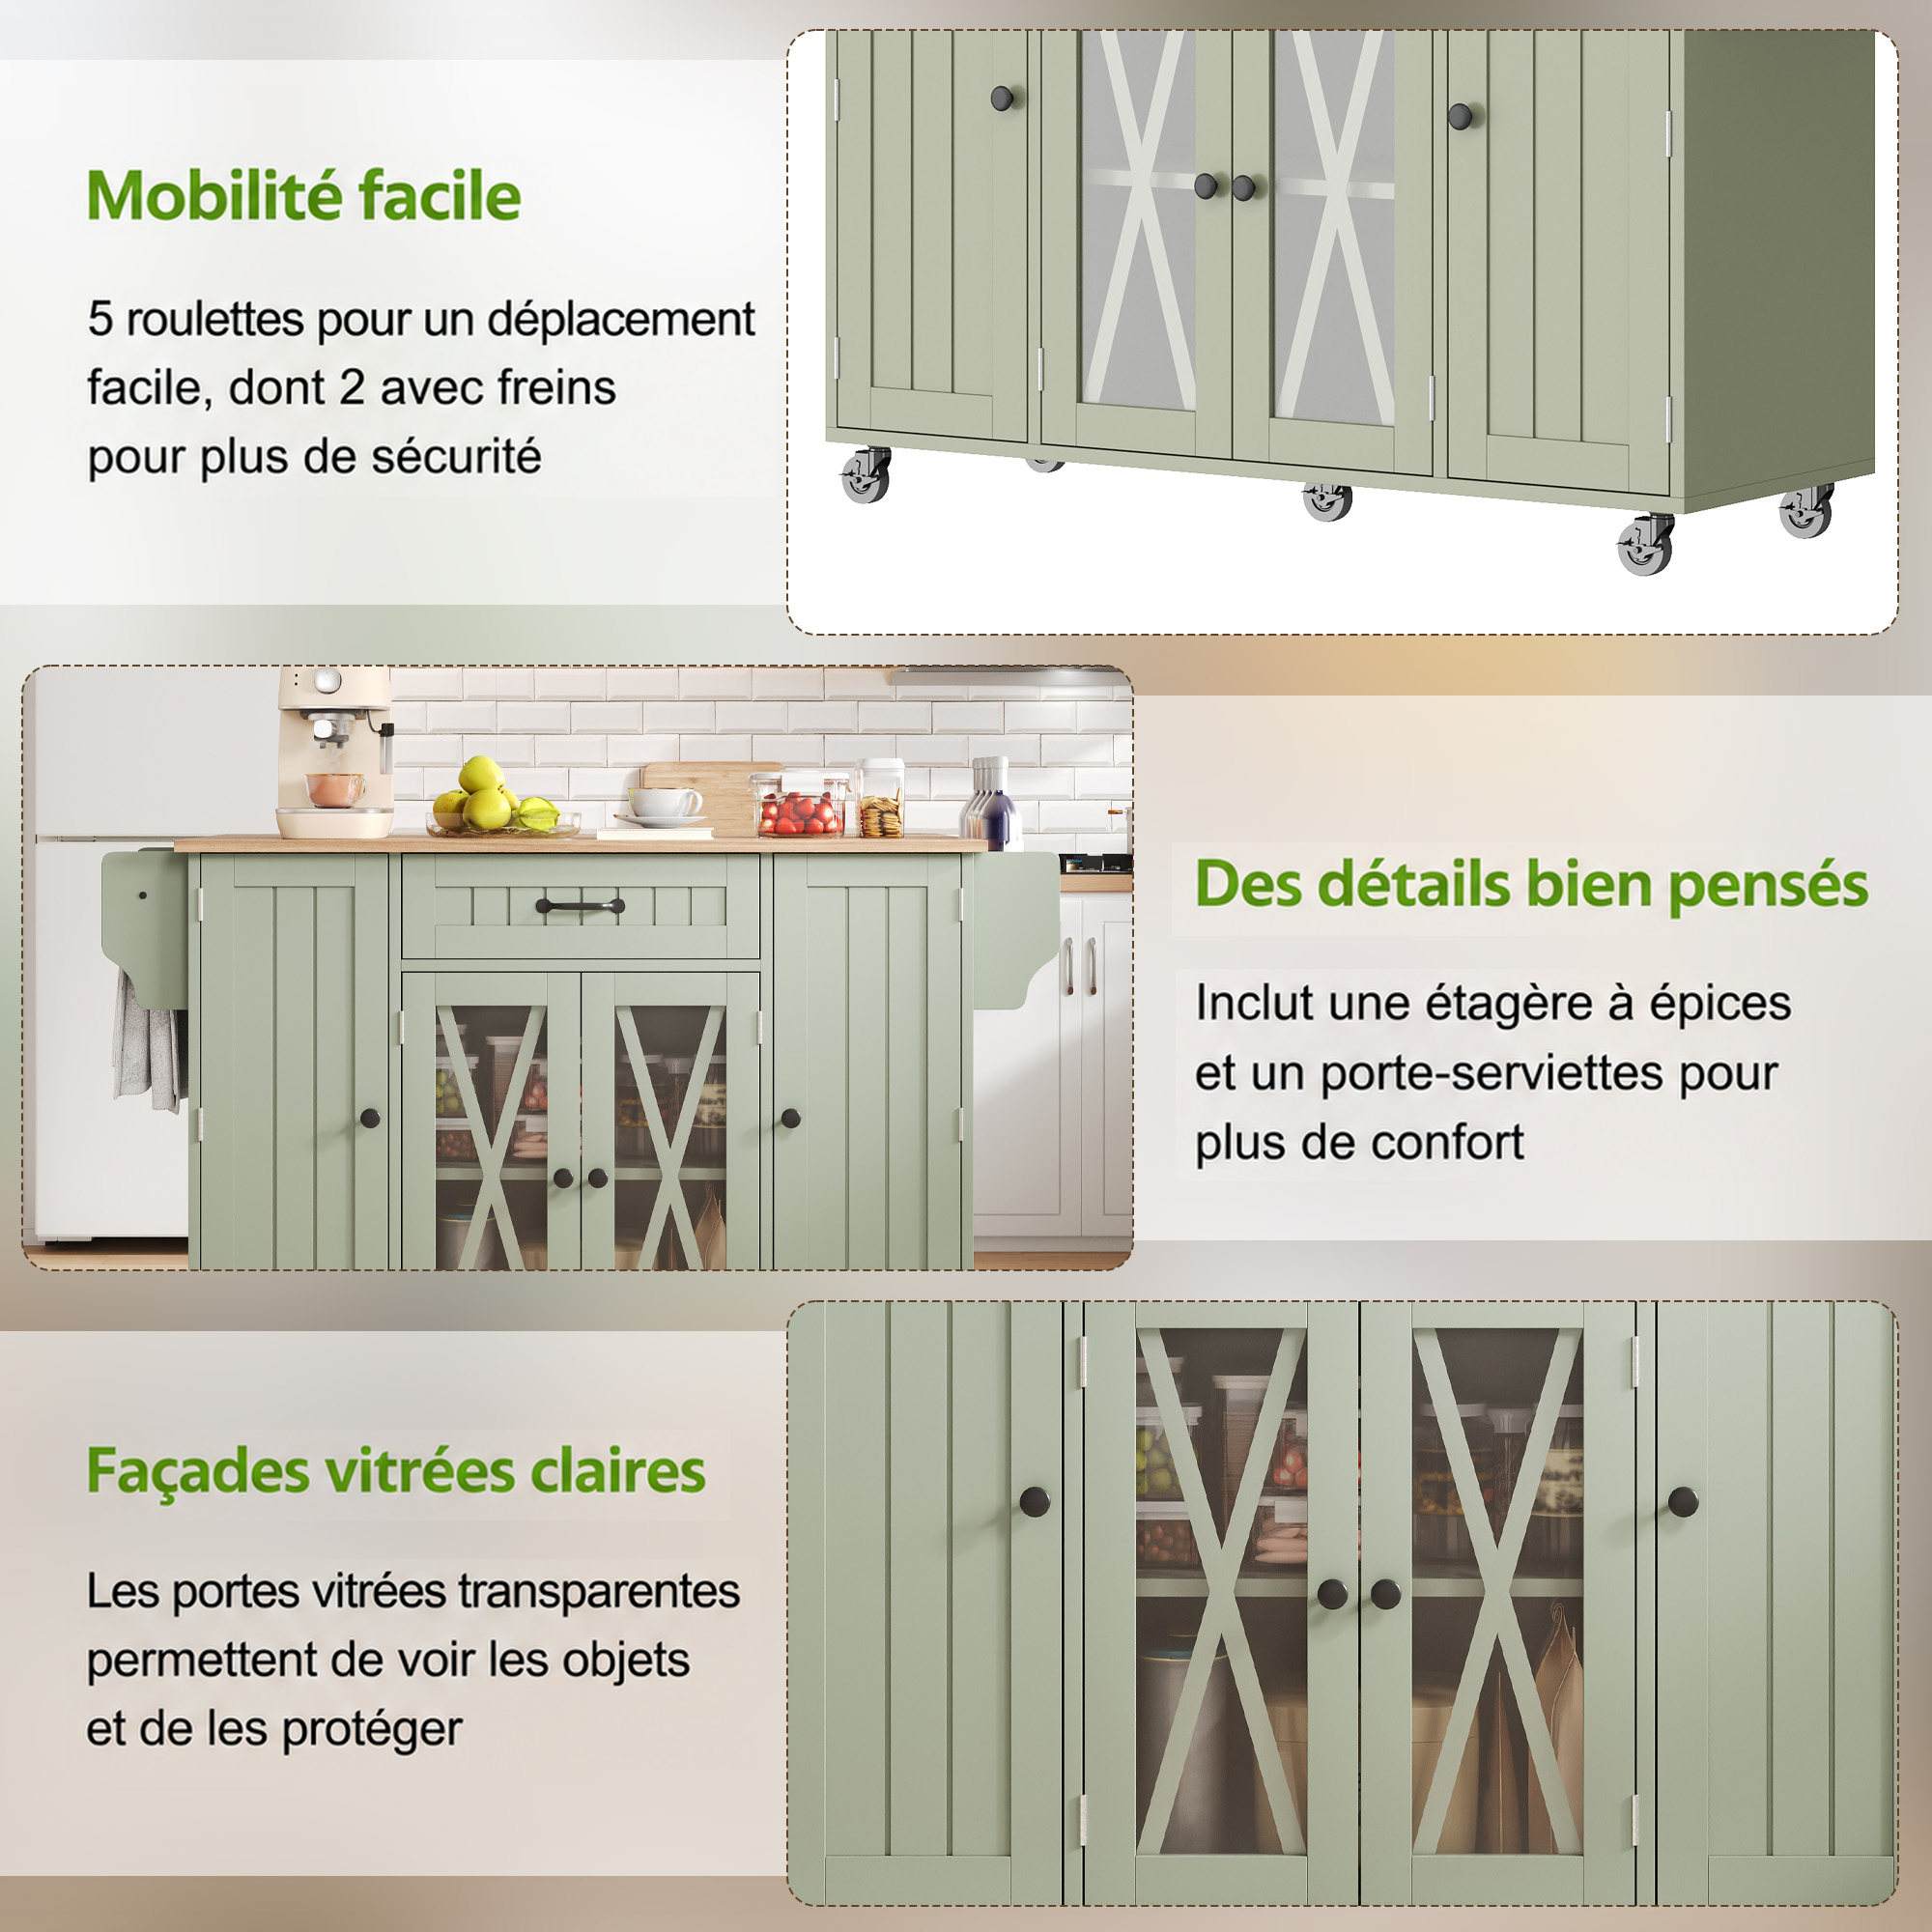 Mobilité facile
5 roulettes pour un déplacement
facile, dont 2 avec freins
pour plus de sécurité
Des détails bien pensés
Inclut une étagère à épices
et un porte-serviettes pour
plus de confort
Façades vitrées claires
Les portes vitrées transparentes
permettent de voir les objets
et de les protéger